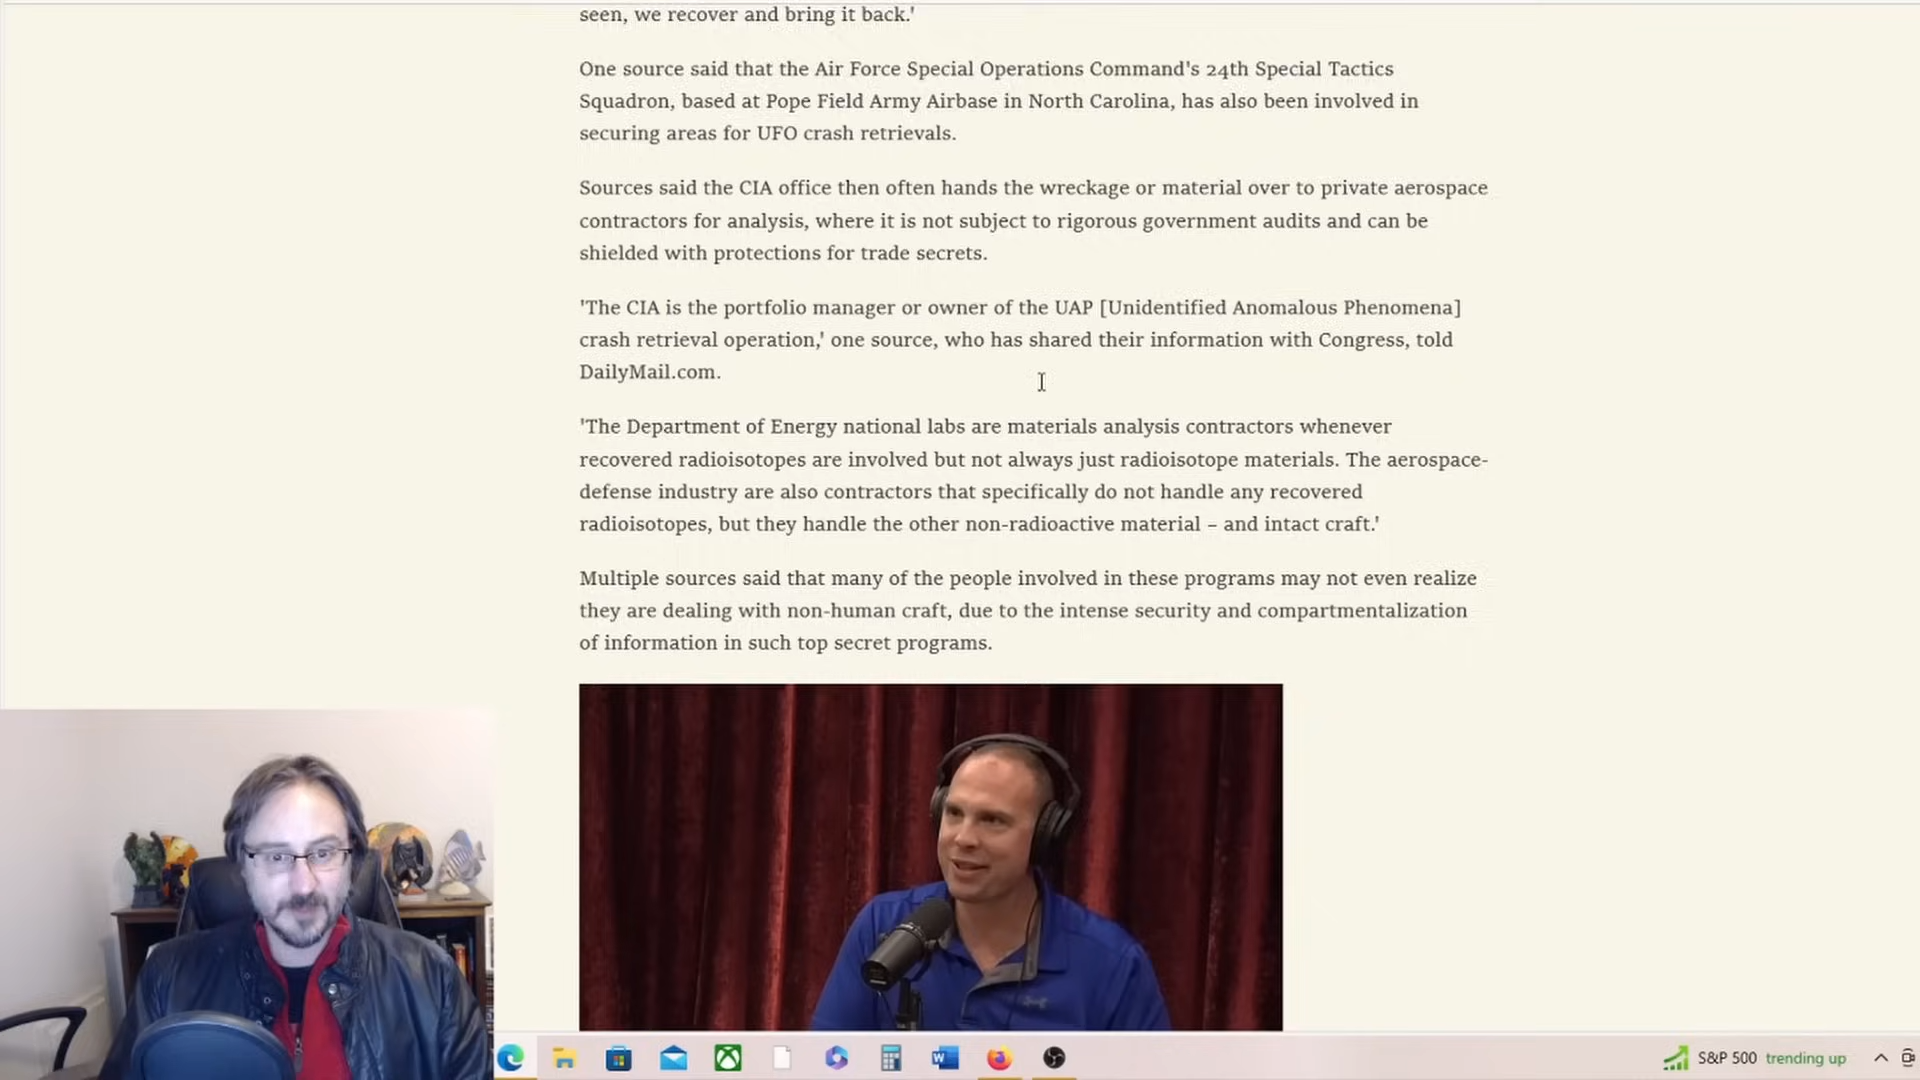 seen, we recover and bring it back.'
One source said that the Air Force Special Operations Command's 24th Special Tactics
Squadron, based at Pope Field Army Airbase in North Carolina, has also been involved in
securing areas for UFO crash retrievals.
Sources said the CIA office then often hands the wreckage or material over to private aerospace
contractors for analysis, where it is not subject to rigorous government audits and can be
shielded with protections for trade secrets.
'The CIA is the portfolio manager or owner of the UAP [Unidentified Anomalous Phenomena]
crash retrieval operation,' one source, who has shared their information with Congress, told
DailyMail.com.
'The Department of Energy national labs are materials analysis contractors whenever
recovered radioisotopes are involved but not always just radioisotope materials. The aerospace-
defense industry are also contractors that specifically do not handle any recovered
radioisotopes, but they handle the other non-radioactive material – and intact craft.'
Multiple sources said that many of the people involved in these programs may not even realize
they are dealing with non-human craft, due to the intense security and compartmentalization
of information in such top secret programs.
S&P 500 trending up